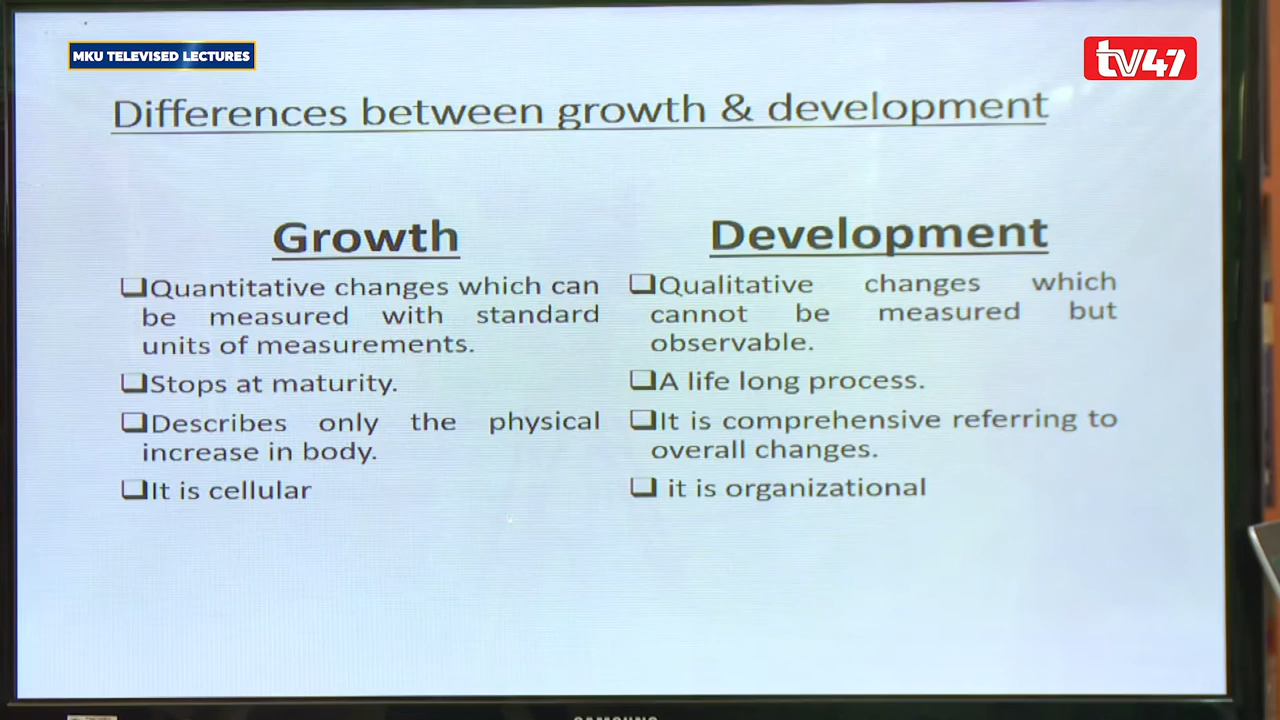 MKU TELEVISED LECTURES
tv47
Differences between growth & development
Growth
❑Quantitative changes which can
be measured with standard
units of measurements.
❑Stops at maturity.
❑Describes only the physical
increase in body.
❑It is cellular
Development
❑Qualitative changes which
cannot be measured but
observable.
❑A life long process.
❑It is comprehensive referring to
overall changes.
❑ it is organizational
SAMSUNG